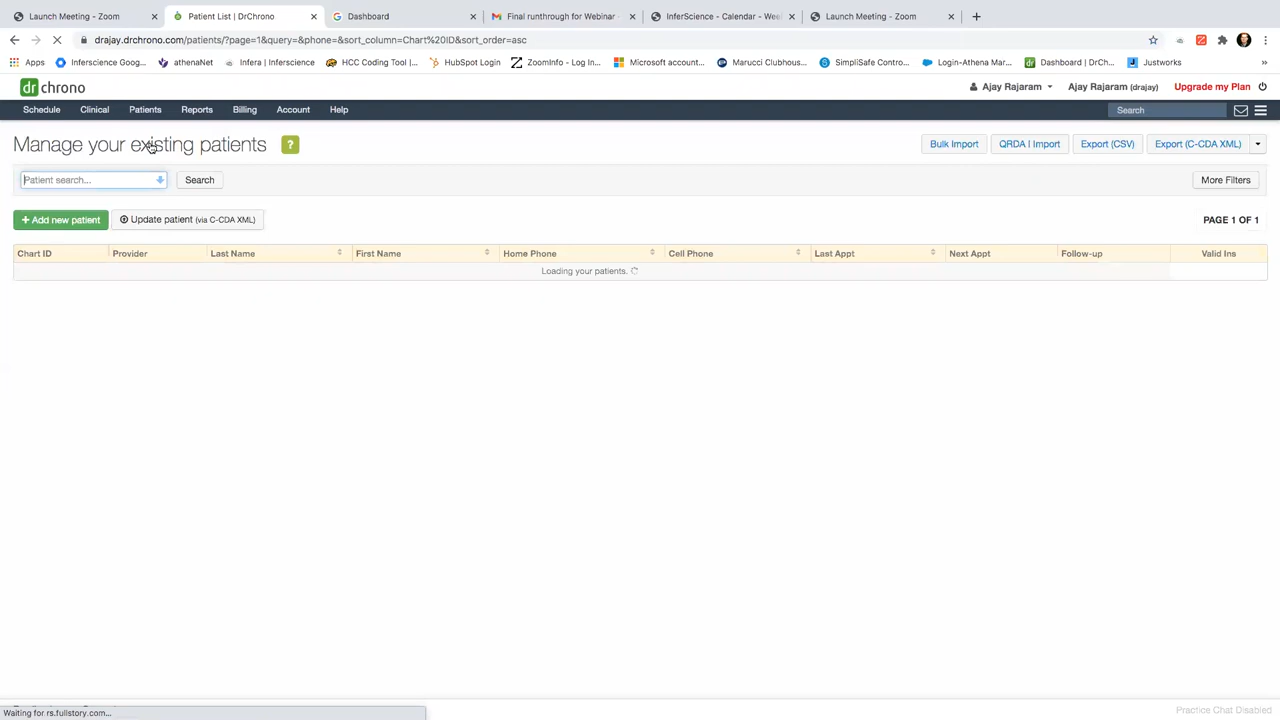 Launch Meeting - Zoom
Patient List | DrChrono
Dashboard
Final runthrough for Webinar
InferScience - Calendar - Wee
Launch Meeting - Zoom
drajay.drchrono.com/patients/?page=1&query=&phone=&sort_column=Chart%20ID&sort_order=asc
Apps
Inferscience Goog...
athenaNet
Infera | Inferscience
HCC Coding Tool |...
HubSpot Login
ZoomInfo - Log In...
Microsoft account...
Marucci Clubhous...
SimpliSafe Contro...
Login-Athena Mar...
Dashboard | DrCh...
Justworks
»
dr chrono
Ajay Rajaram
Ajay Rajaram (drajay)
Upgrade my Plan
Schedule
Clinical
Patients
Reports
Billing
Account
Help
Search
Manage your existing patients
?
Bulk Import
QRDA I Import
Export (CSV)
Export (C-CDA XML)
Patient search...
Search
More Filters
+ Add new patient
Update patient (via C-CDA XML)
PAGE 1 OF 1
Chart ID
Provider
Last Name
First Name
Home Phone
Cell Phone
Last Appt
Next Appt
Follow-up
Valid Ins
Loading your patients.
Waiting for rs.fullstory.com...
Practice Chat Disabled